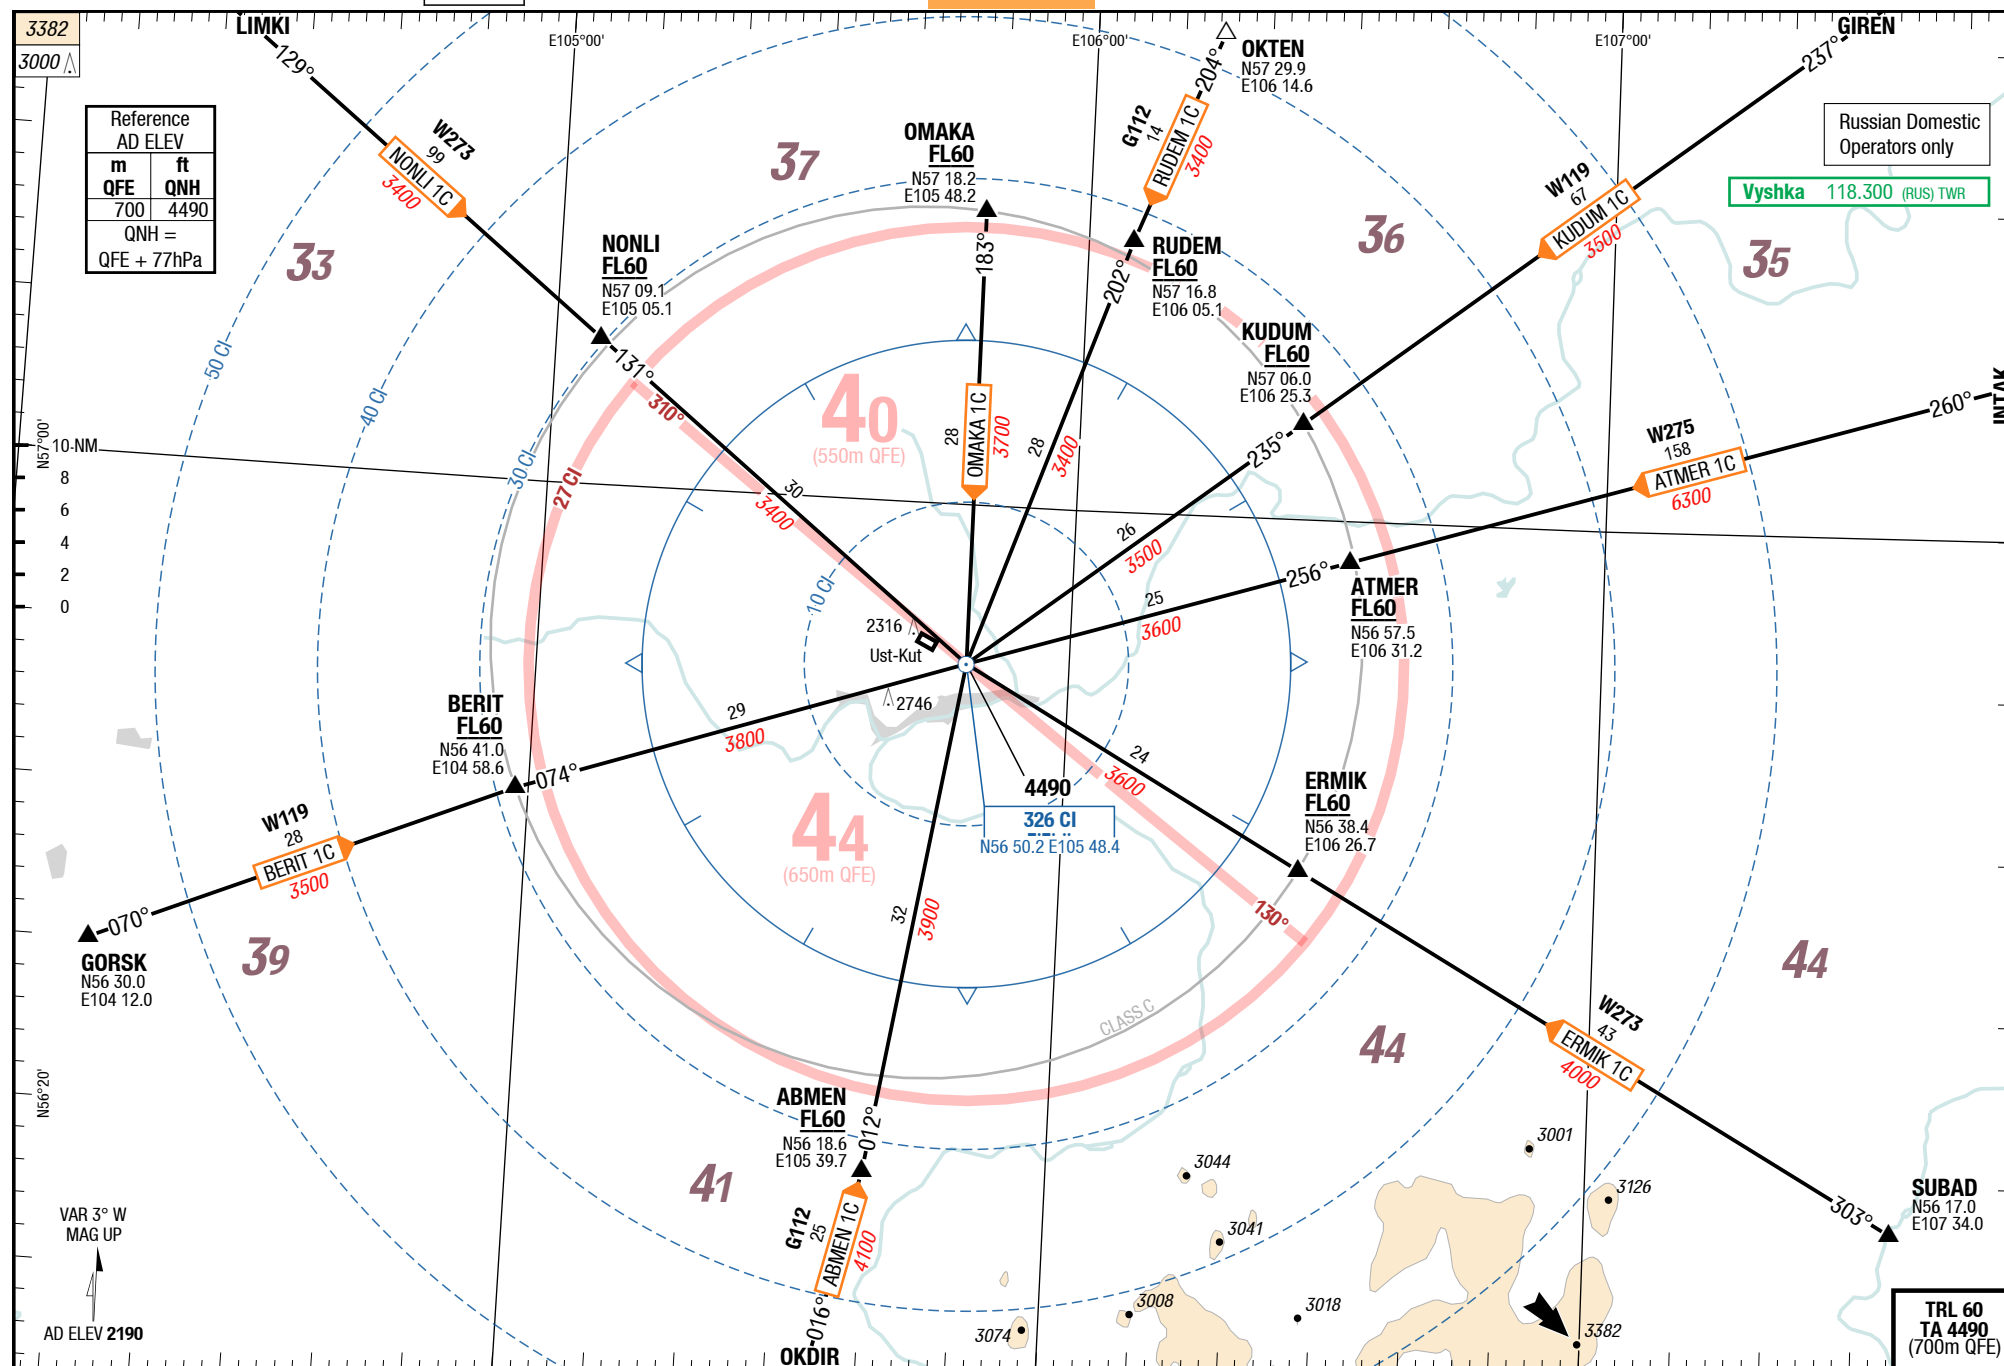 3382
3000
LIMKI
129°
E105°00'
E106°00'
E107°00'
GIREN
237°
OKTEN
N57 29.9
E106 14.6
204°
G112
14
RUDEM 1C
3400
Reference
AD ELEV
m ft
QFE QNH
700 4490
QNH =
QFE + 77hPa
Russian Domestic
Operators only
Vyshka 118.300 (RUS) TWR
W273
99
NONLI 1C
3400
37
OMAKA
FL60
N57 18.2
E105 48.2
183°
RUDEM
FL60
N57 16.8
E106 05.1
202°
36
W119
67
KUDUM 1C
3500
35
33
NONLI
FL60
N57 09.1
E105 05.1
131°
310°
KUDUM
FL60
N57 06.0
E106 25.3
235°
50 CI
40 CI
30 CI
27 CI
10 CI
40
(550m QFE)
28
OMAKA 1C
3700
28
3400
INTAK
260°
W275
158
ATMER 1C
6300
N57°00'
10 NM
8
6
4
2
0
30
3400
26
3500
256°
ATMER
FL60
N56 57.5
E106 31.2
25
3600
2316
Ust-Kut
2746
BERIT
FL60
N56 41.0
E104 58.6
074°
29
3800
24
3600
4490
326 CI
N56 50.2 E105 48.4
ERMIK
FL60
N56 38.4
E106 26.7
130°
44
(650m QFE)
W119
28
BERIT 1C
3500
070°
GORSK
N56 30.0
E104 12.0
39
32
3900
CLASS C
44
44
W273
43
ERMIK 1C
4000
N56°20'
ABMEN
FL60
N56 18.6
E105 39.7
012°
41
G112
25
ABMEN 1C
4100
016°
OKDIR
3001
3044
3126
3041
3008
3018
3074
3382
303°
SUBAD
N56 17.0
E107 34.0
VAR 3° W
MAG UP
AD ELEV 2190
TRL 60
TA 4490
(700m QFE)